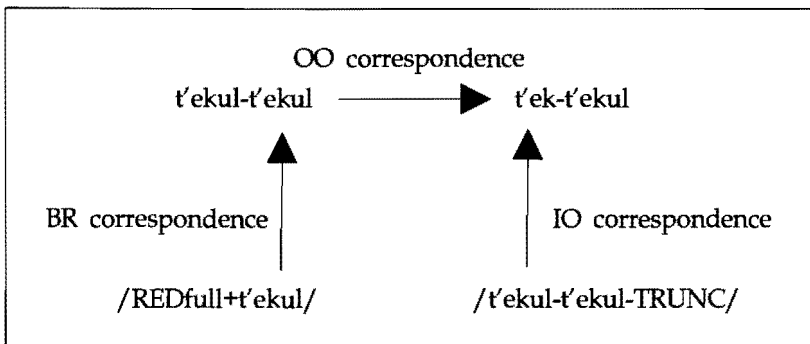 OO correspondence
t'ekul-t'ekul t'ek-t'ekul
BR correspondence IO correspondence
/REDfull+t'ekul/ /t'ekul-t'ekul-TRUNC/